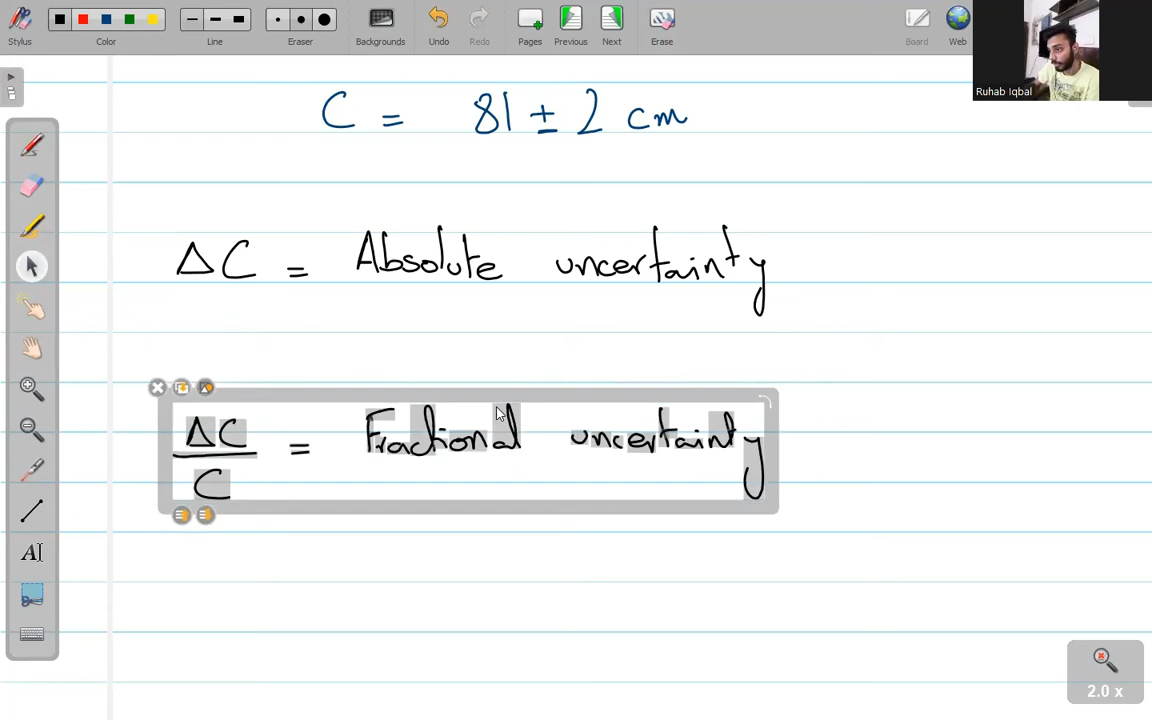 Stylus
Color
Line
Eraser
Backgrounds
Undo
Redo
Pages
Previous
Next
Erase
Board
Web
Ruhab Iqbal
C = 81 ± 2 cm
ΔC = Absolute uncertainty
ΔC/C = Fractional uncertainty
AI
2.0 x